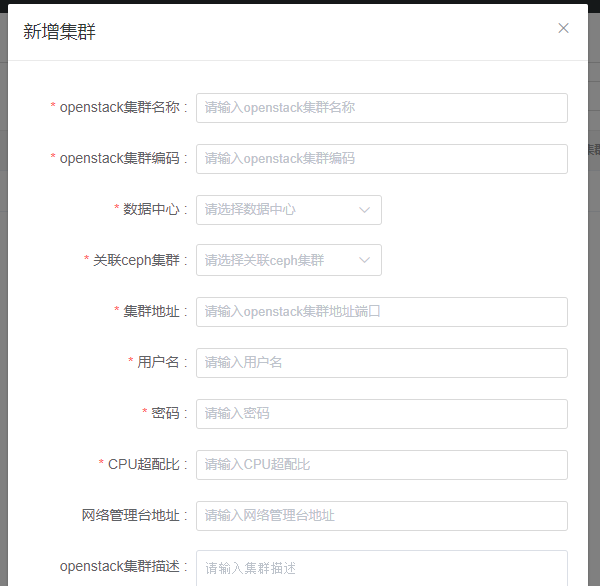 新增集群
* openstack集群名称 : 请输入openstack集群名称
* openstack集群编码 : 请输入openstack集群编码
* 数据中心 : 请选择数据中心
* 关联ceph集群 : 请选择关联ceph集群
* 集群地址 : 请输入openstack集群地址端口
* 用户名 : 请输入用户名
* 密码 : 请输入密码
* CPU超配比 : 请输入CPU超配比
网络管理台地址 : 请输入网络管理台地址
openstack集群描述 : 请输入集群描述